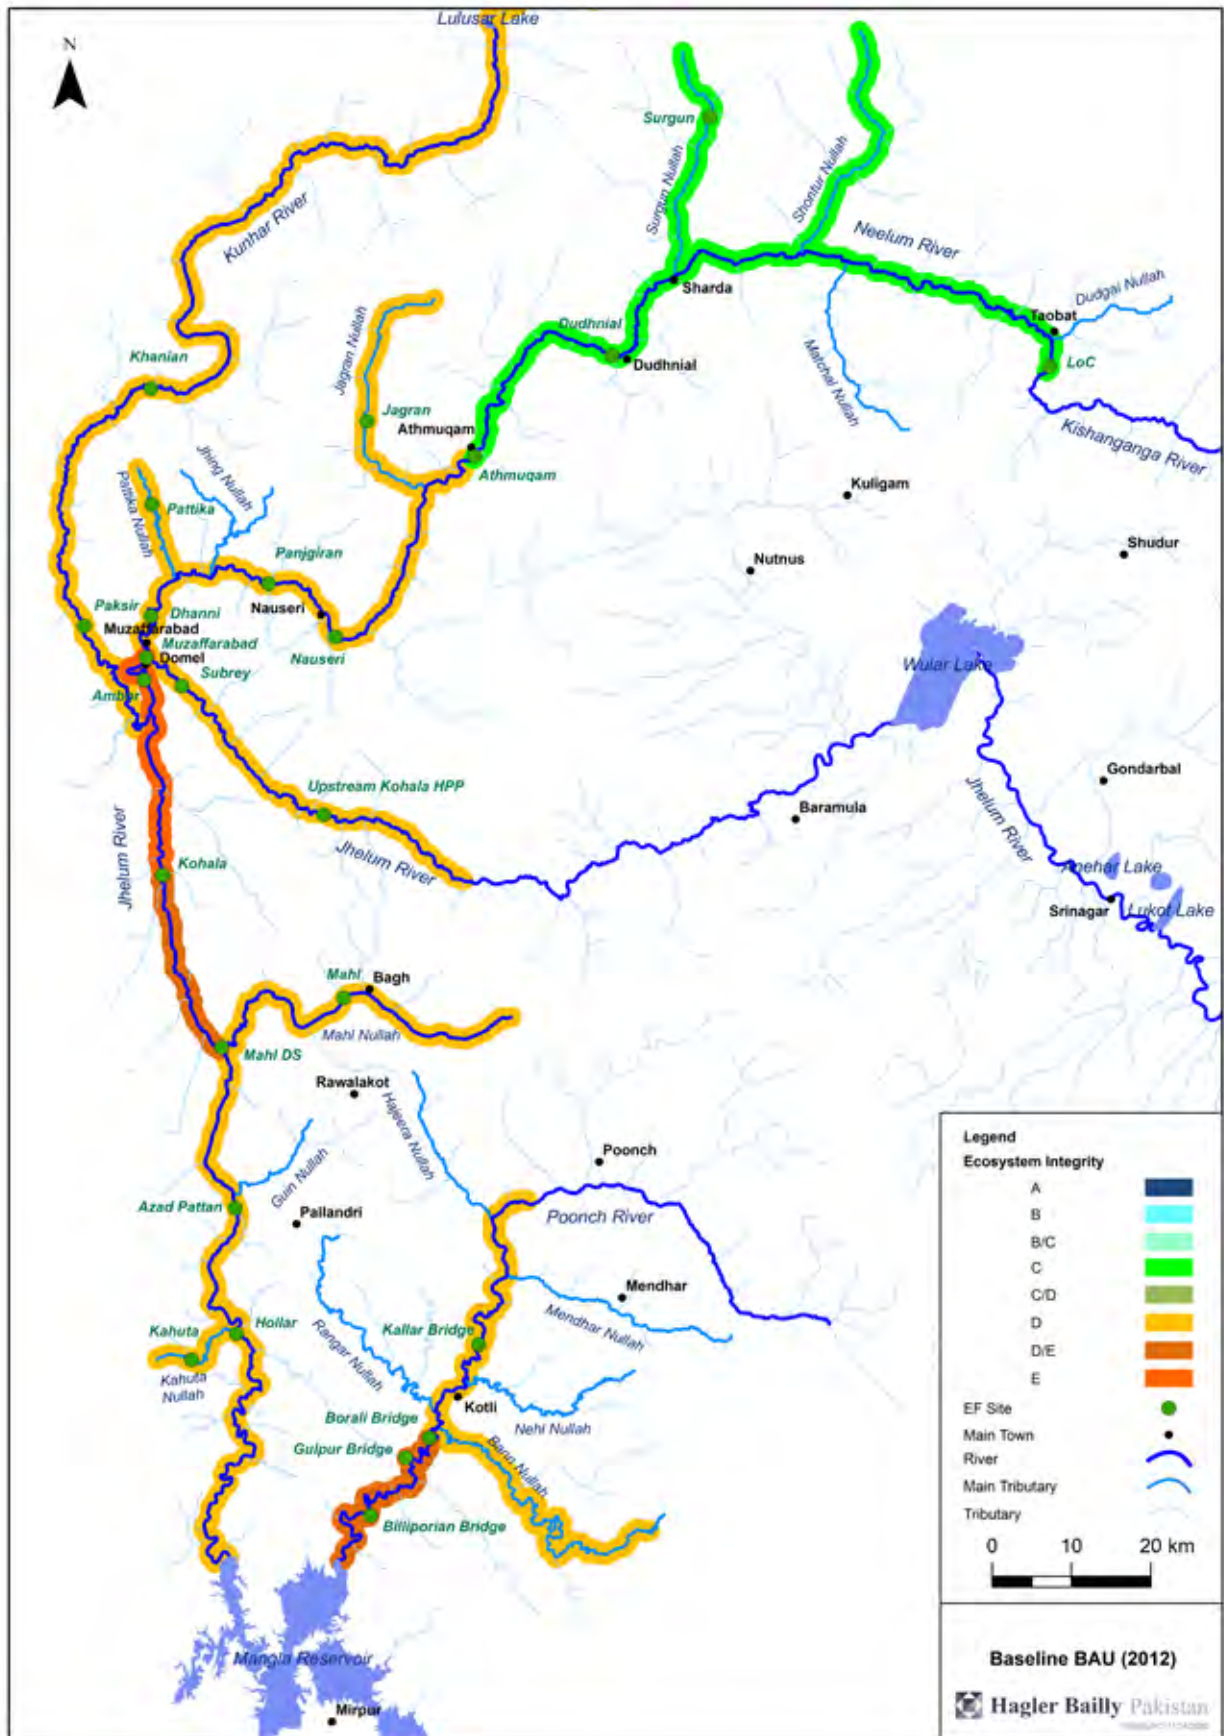 Lulusar Lake
N
Surgun
Surgun Nullah
Shontur Nullah
Kunhar River
Neelum River
Sharda
Dudgai Nullah
Taobat
Jagran Nullah
Dudhnial
Dudhnial
Khanian
Matchal Nullah
LoC
Jagran
Athmuqam
Athmuqam
Kishanganga River
Jhing Nullah
Pattika Nullah
Pattika
Kuligam
Panjgiran
Nutnus
Shudur
Paksir
Dhanni
Nauseri
Muzaffarabad
Muzaffarabad
Nauseri
Domel
Subrey
Ambor
Wular Lake
Upstream Kohala HPP
Gondarbal
Baramula
Jhelum River
Jhelum River
Jhelum River
Kohala
Anehar Lake
Srinagar
Lukot Lake
Mahl
Bagh
Mahl Nullah
Mahl DS
Rawalakot
Hajeera Nullah
Guin Nullah
Poonch
Azad Pattan
Pallandri
Poonch River
Mendhar
Mendhar Nullah
Kahuta
Hollar
Kallar Bridge
Rangar Nullah
Kahuta
Nullah
Kotli
Nehl Nullah
Borali Bridge
Gulpur Bridge
Bann Nullah
Billiporian Bridge
Mangla Reservoir
Mirpur
Legend
Ecosystem Integrity
A
B
B/C
C
C/D
D
D/E
E
EF Site
Main Town
River
Main Tributary
Tributary
0 10 20 km
Baseline BAU (2012)
Hagler Bailly Pakistan